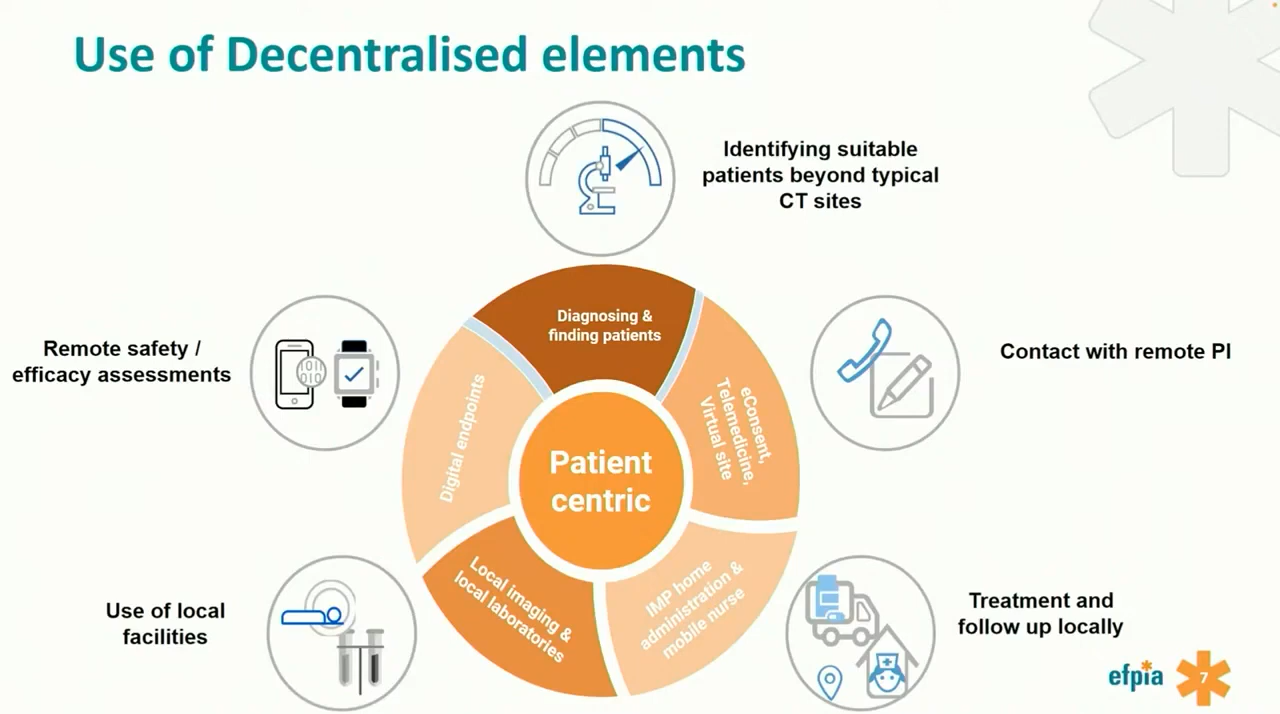 Use of Decentralised elements
Identifying suitable
patients beyond typical
CT sites
Diagnosing &
finding patients
Remote safety /
efficacy assessments
011
010
Contact with remote PI
Digital endpoints
eConsent,
Telemedicine,
Virtual site
Patient
centric
Local imaging &
local laboratories
IMP home
administration &
mobile nurse
Use of local
facilities
Treatment and
follow up locally
efpia
7